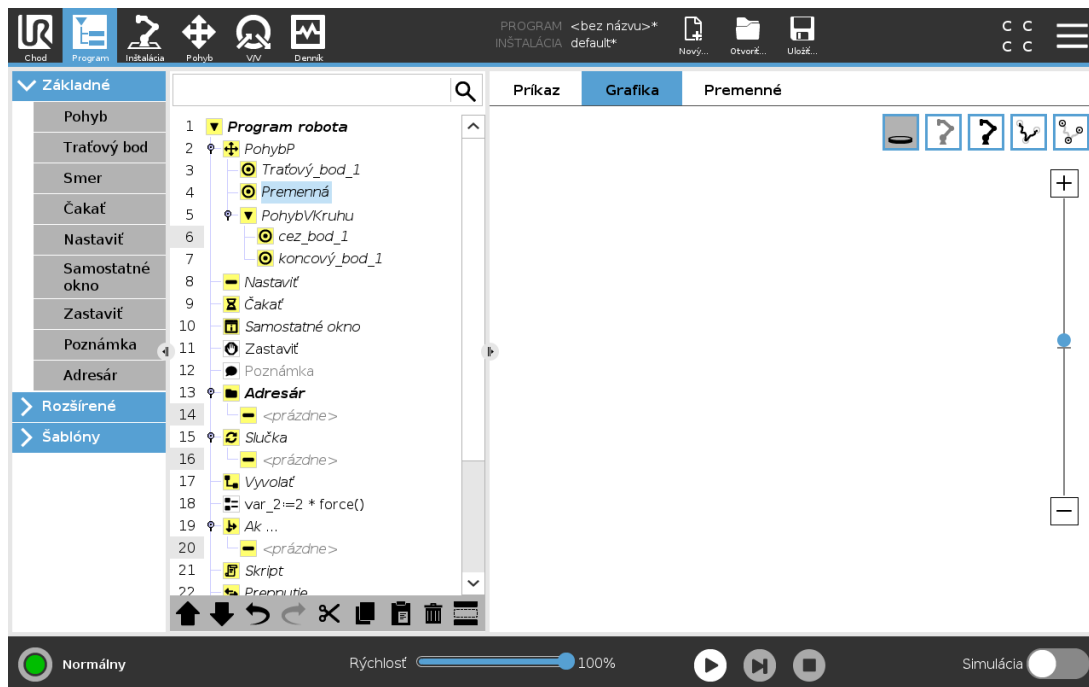 PROGRAM <bez názvu>*
INŠTALÁCIA default*
C C
C C
Chod
Program
Inštalácia
Pohyb
V/V
Denník
Nový...
Otvoriť...
Uložiť...
Základné
Pohyb
Traťový bod
Smer
Čakať
Nastaviť
Samostatné
okno
Zastaviť
Poznámka
Adresár
Rozšírené
Šablóny
1 Program robota
2 PohybP
3 Traťový_bod_1
4 Premenná
5 PohybVKruhu
6 cez_bod_1
7 koncový_bod_1
8 Nastaviť
9 Čakať
10 Samostatné okno
11 Zastaviť
12 Poznámka
13 Adresár
14 <prázdne>
15 Slučka
16 <prázdne>
17 Vyvolať
18 var_2:=2 * force()
19 Ak ...
20 <prázdne>
21 Skript
22 Prepnutie
Príkaz
Grafika
Premenné
Normálny
Rýchlosť
100%
Simulácia